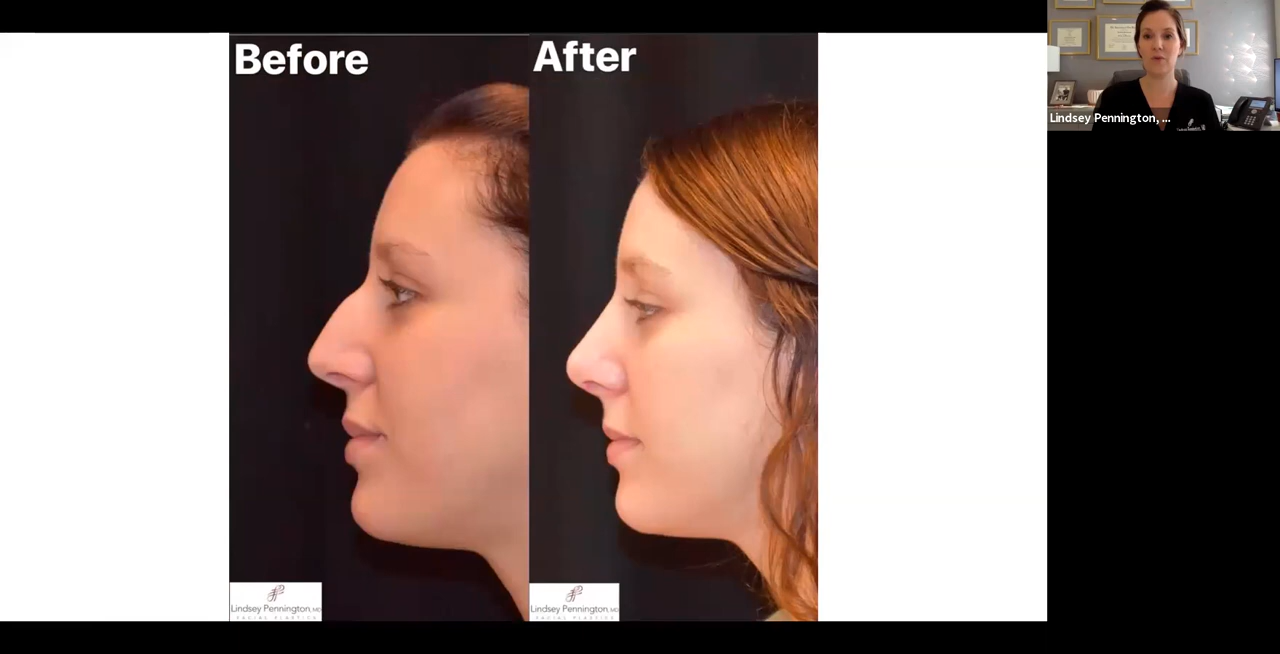 Before
After
Lindsey Pennington, ...
Lindsey Pennington, MD
FACIAL PLASTICS
Lindsey Pennington, MD
FACIAL PLASTICS